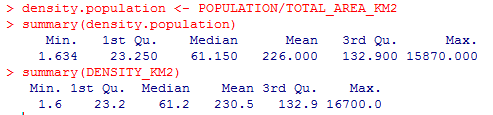 > density.population <- POPULATION/TOTAL_AREA_KM2
> summary(density.population)
Min. 1st Qu. Median Mean 3rd Qu. Max.
1.634 23.250 61.150 226.000 132.900 15870.000
> summary(DENSITY_KM2)
Min. 1st Qu. Median Mean 3rd Qu. Max.
1.6 23.2 61.2 230.5 132.9 16700.0